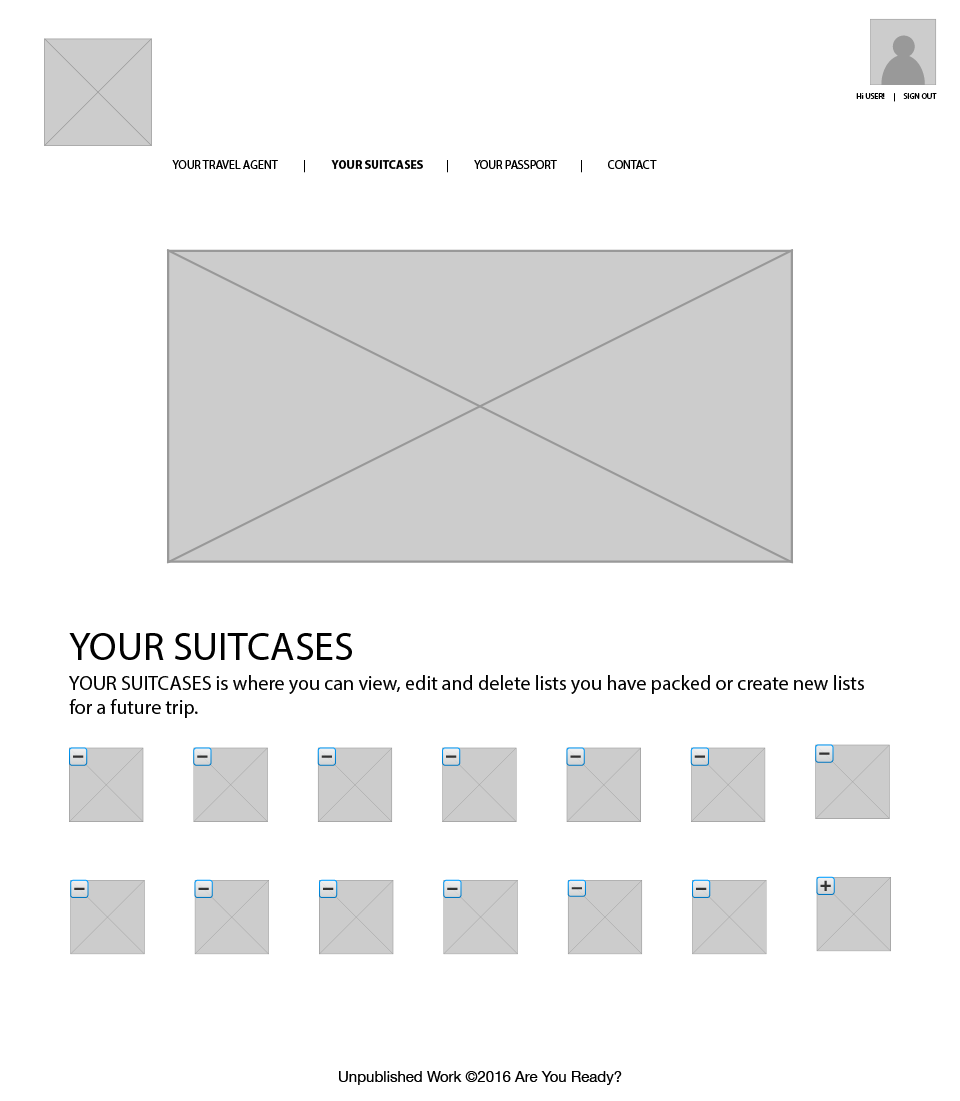 Hi USER! | SIGN OUT
YOUR TRAVEL AGENT | YOUR SUITCASES | YOUR PASSPORT | CONTACT
YOUR SUITCASES
YOUR SUITCASES is where you can view, edit and delete lists you have packed or create new lists
for a future trip.
Unpublished Work ©2016 Are You Ready?